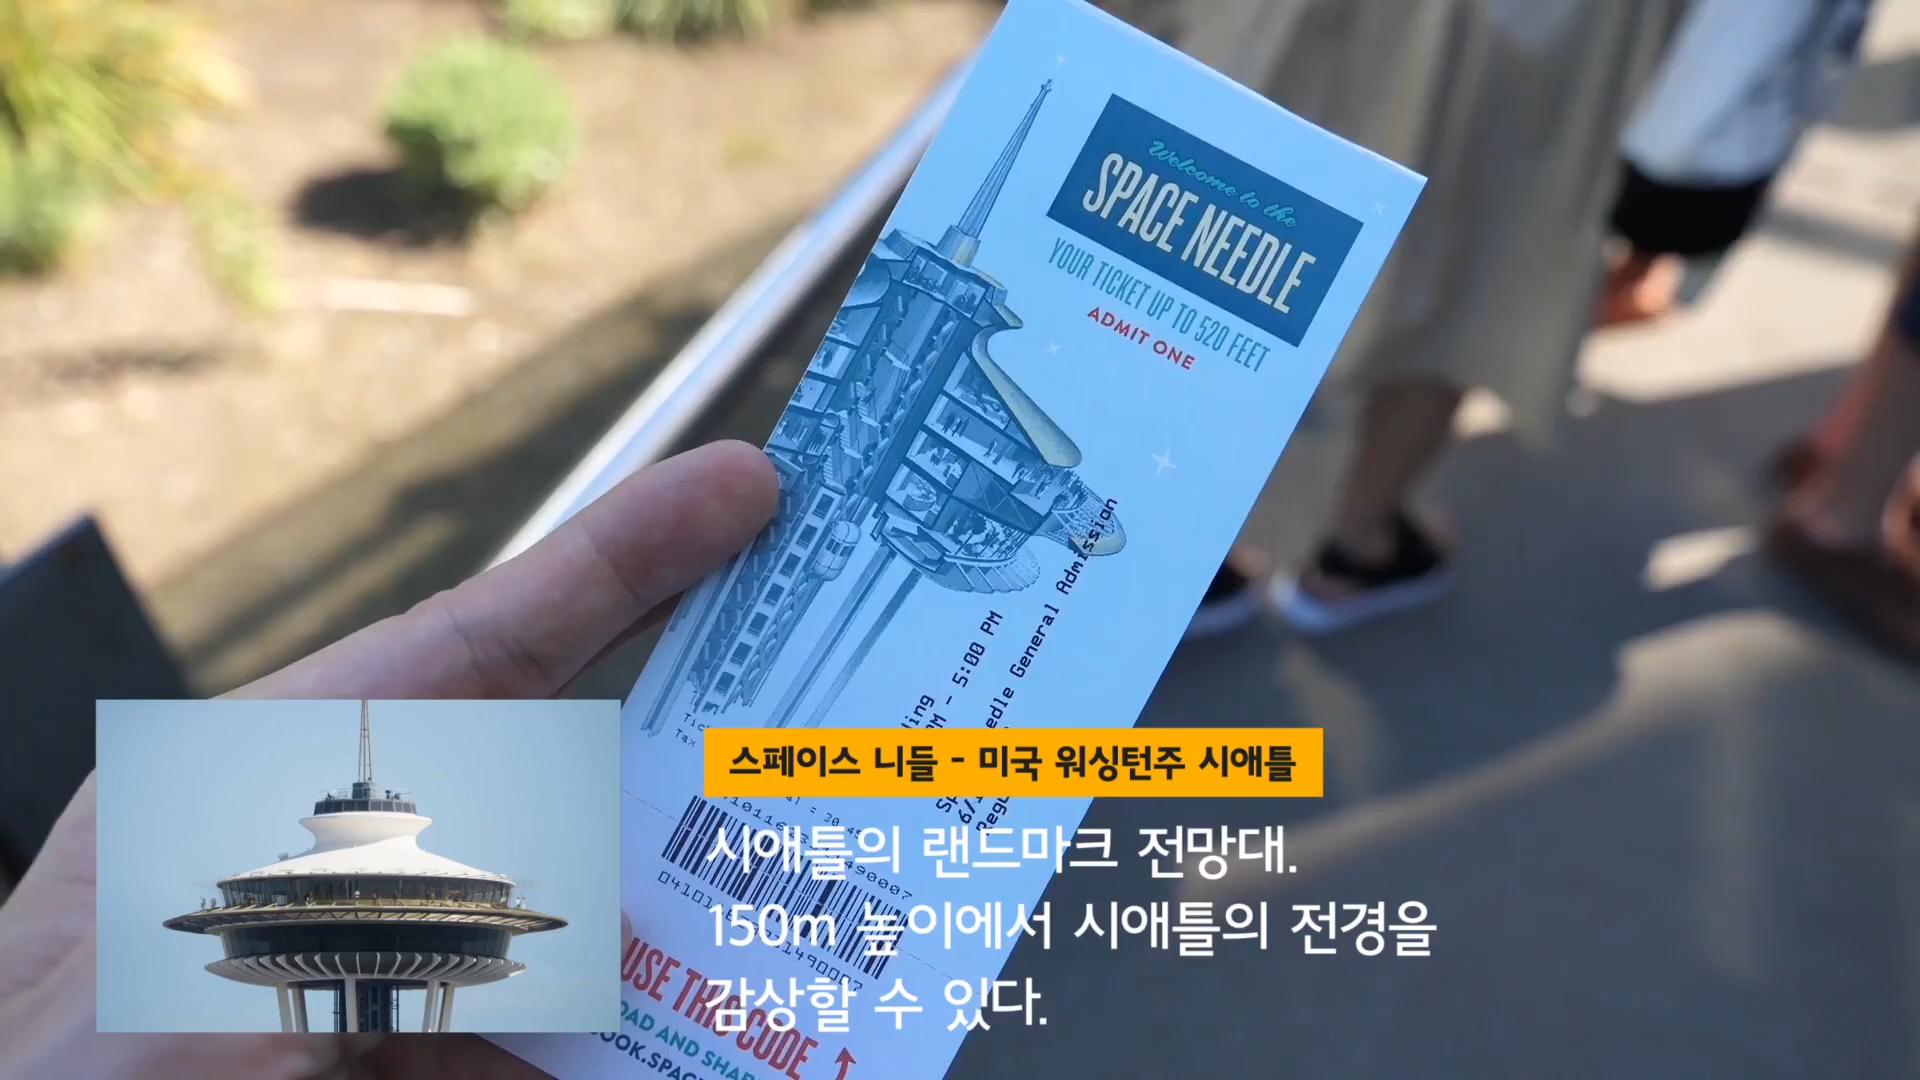 Welcome to the
SPACE NEEDLE
YOUR TICKET UP TO 520 FEET
ADMIT ONE
5:00 PM
General Admission
스페이스 니들 - 미국 워싱턴주 시애틀
시애틀의 랜드마크 전망대.
150m 높이에서 시애틀의 전경을
감상할 수 있다.
USE THIS CODE
AND